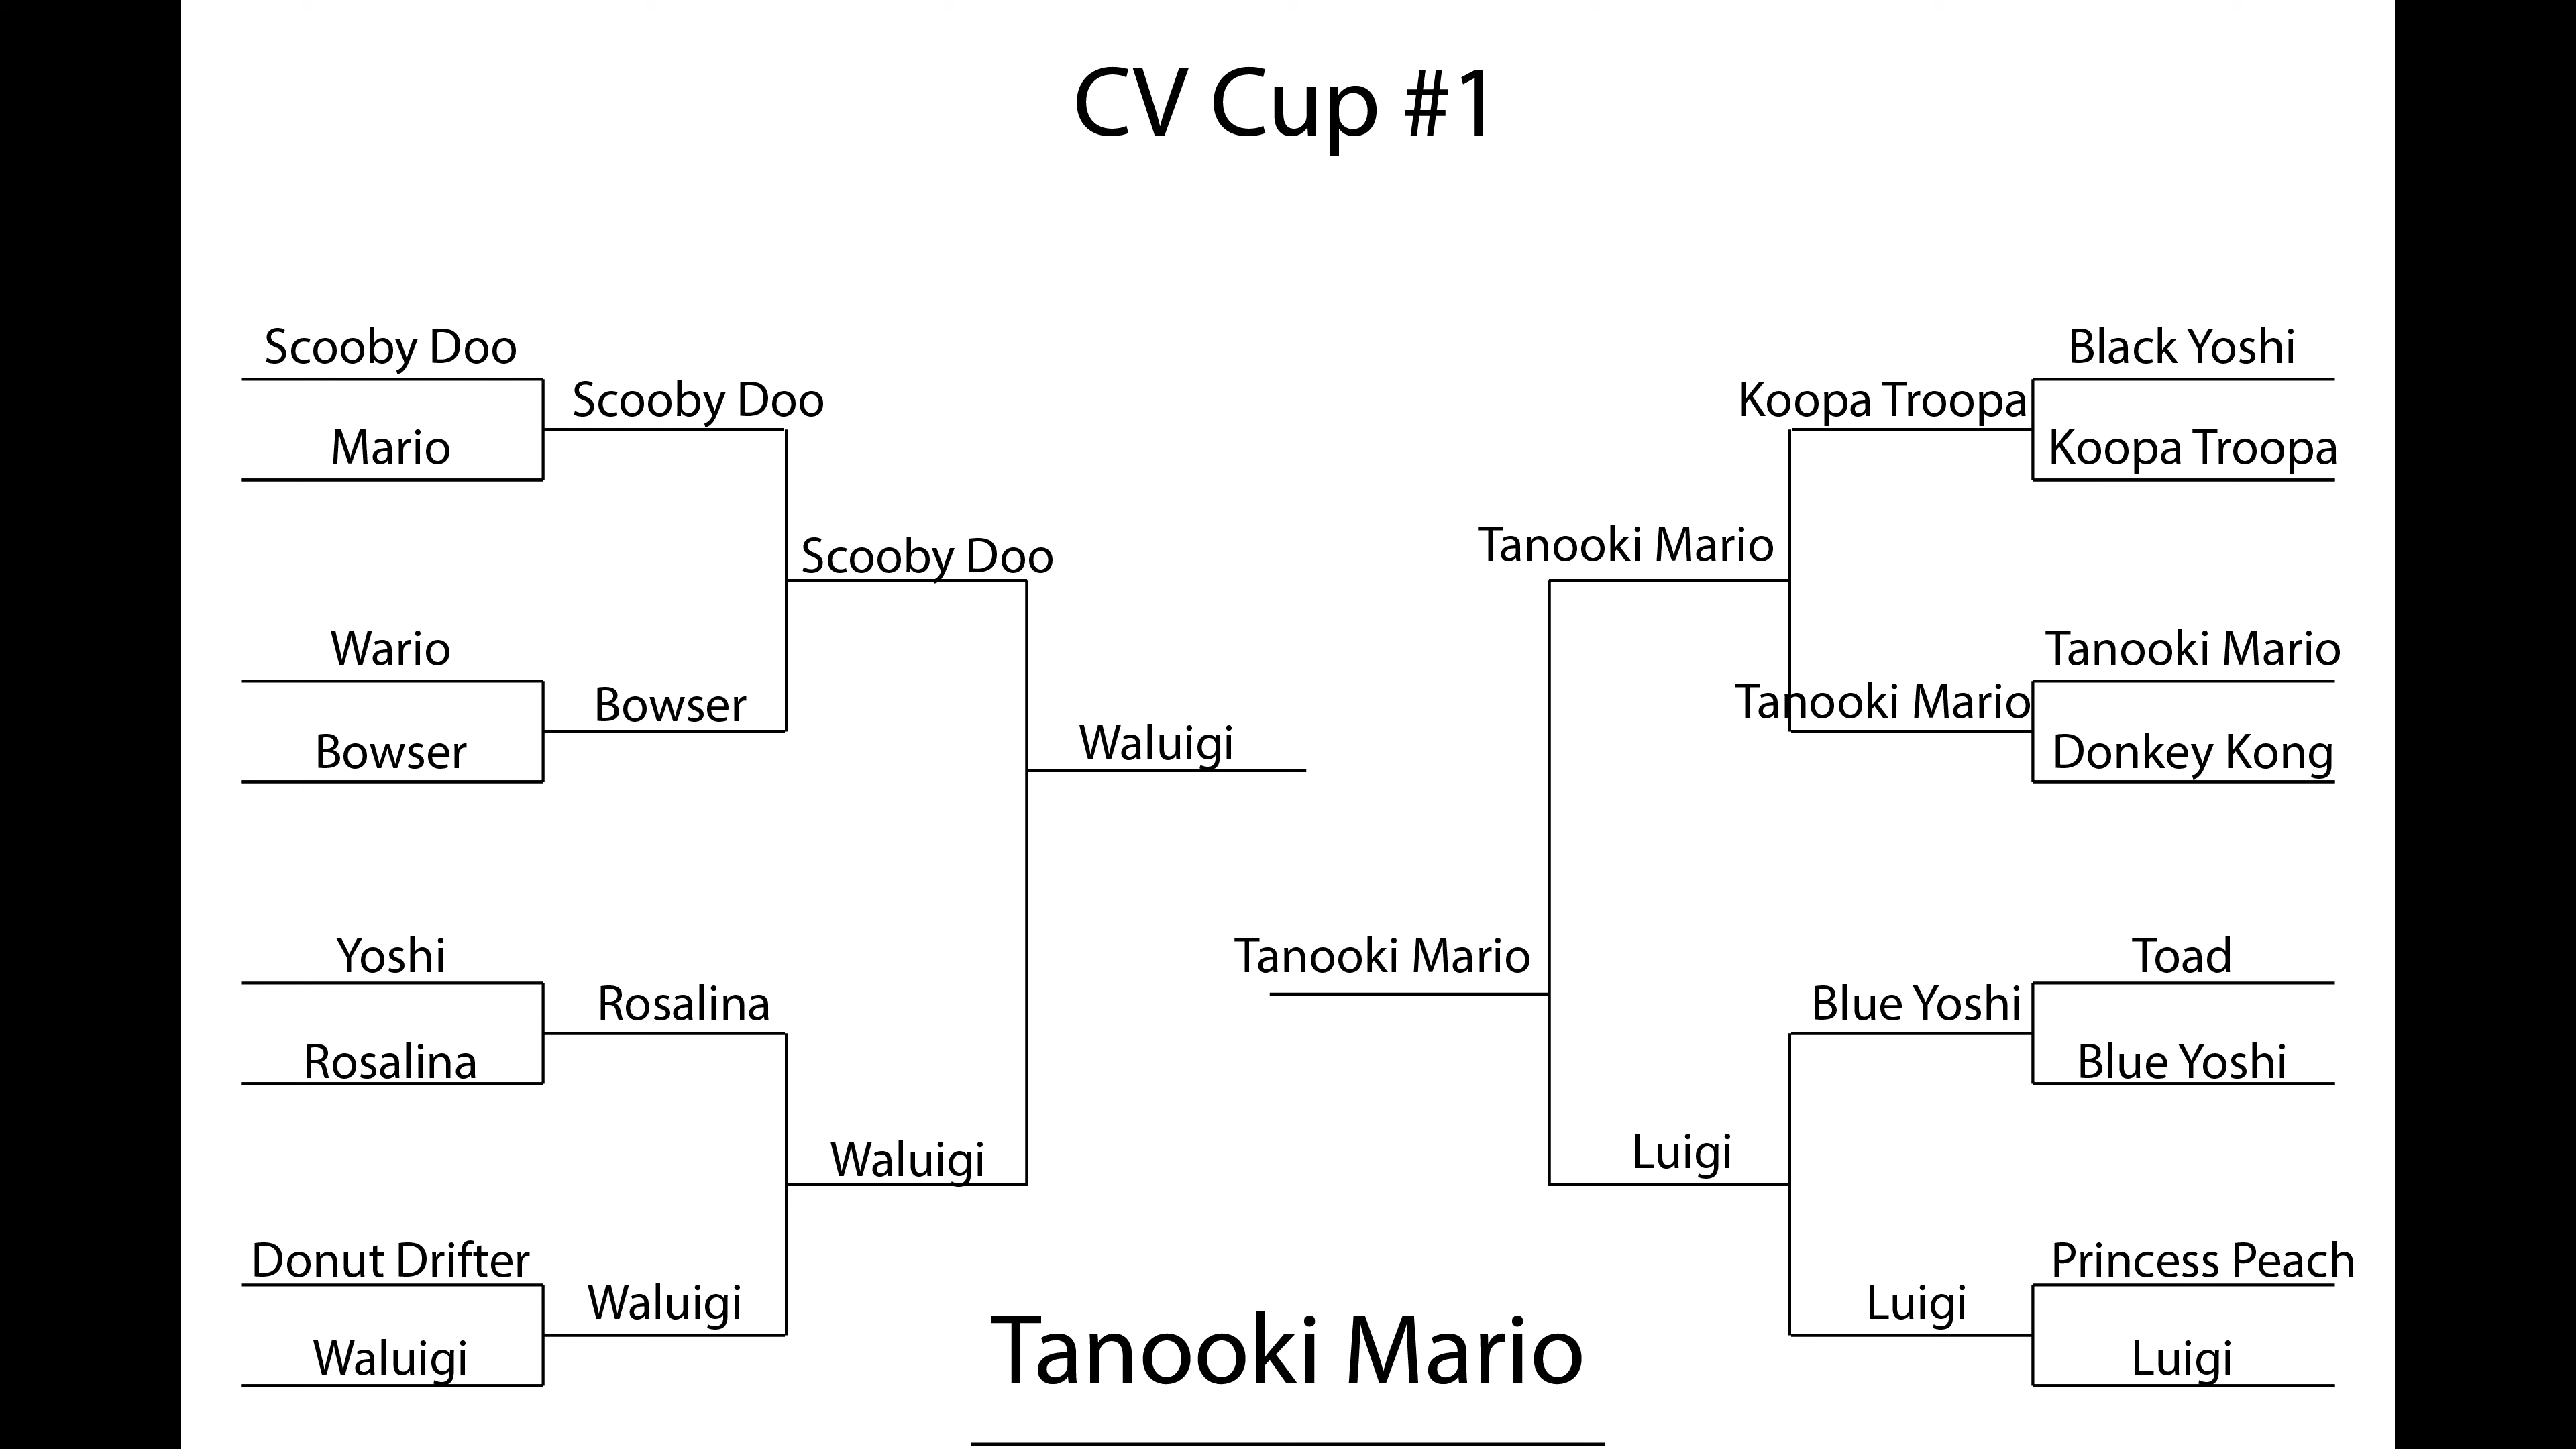 CV Cup #1
Scooby Doo
Mario
Wario
Bowser
Yoshi
Rosalina
Donut Drifter
Waluigi
Scooby Doo
Bowser
Rosalina
Waluigi
Scooby Doo
Waluigi
Waluigi
Tanooki Mario
Tanooki Mario
Luigi
Koopa Troopa
Tanooki Mario
Blue Yoshi
Luigi
Black Yoshi
Koopa Troopa
Tanooki Mario
Donkey Kong
Toad
Blue Yoshi
Princess Peach
Luigi
Tanooki Mario